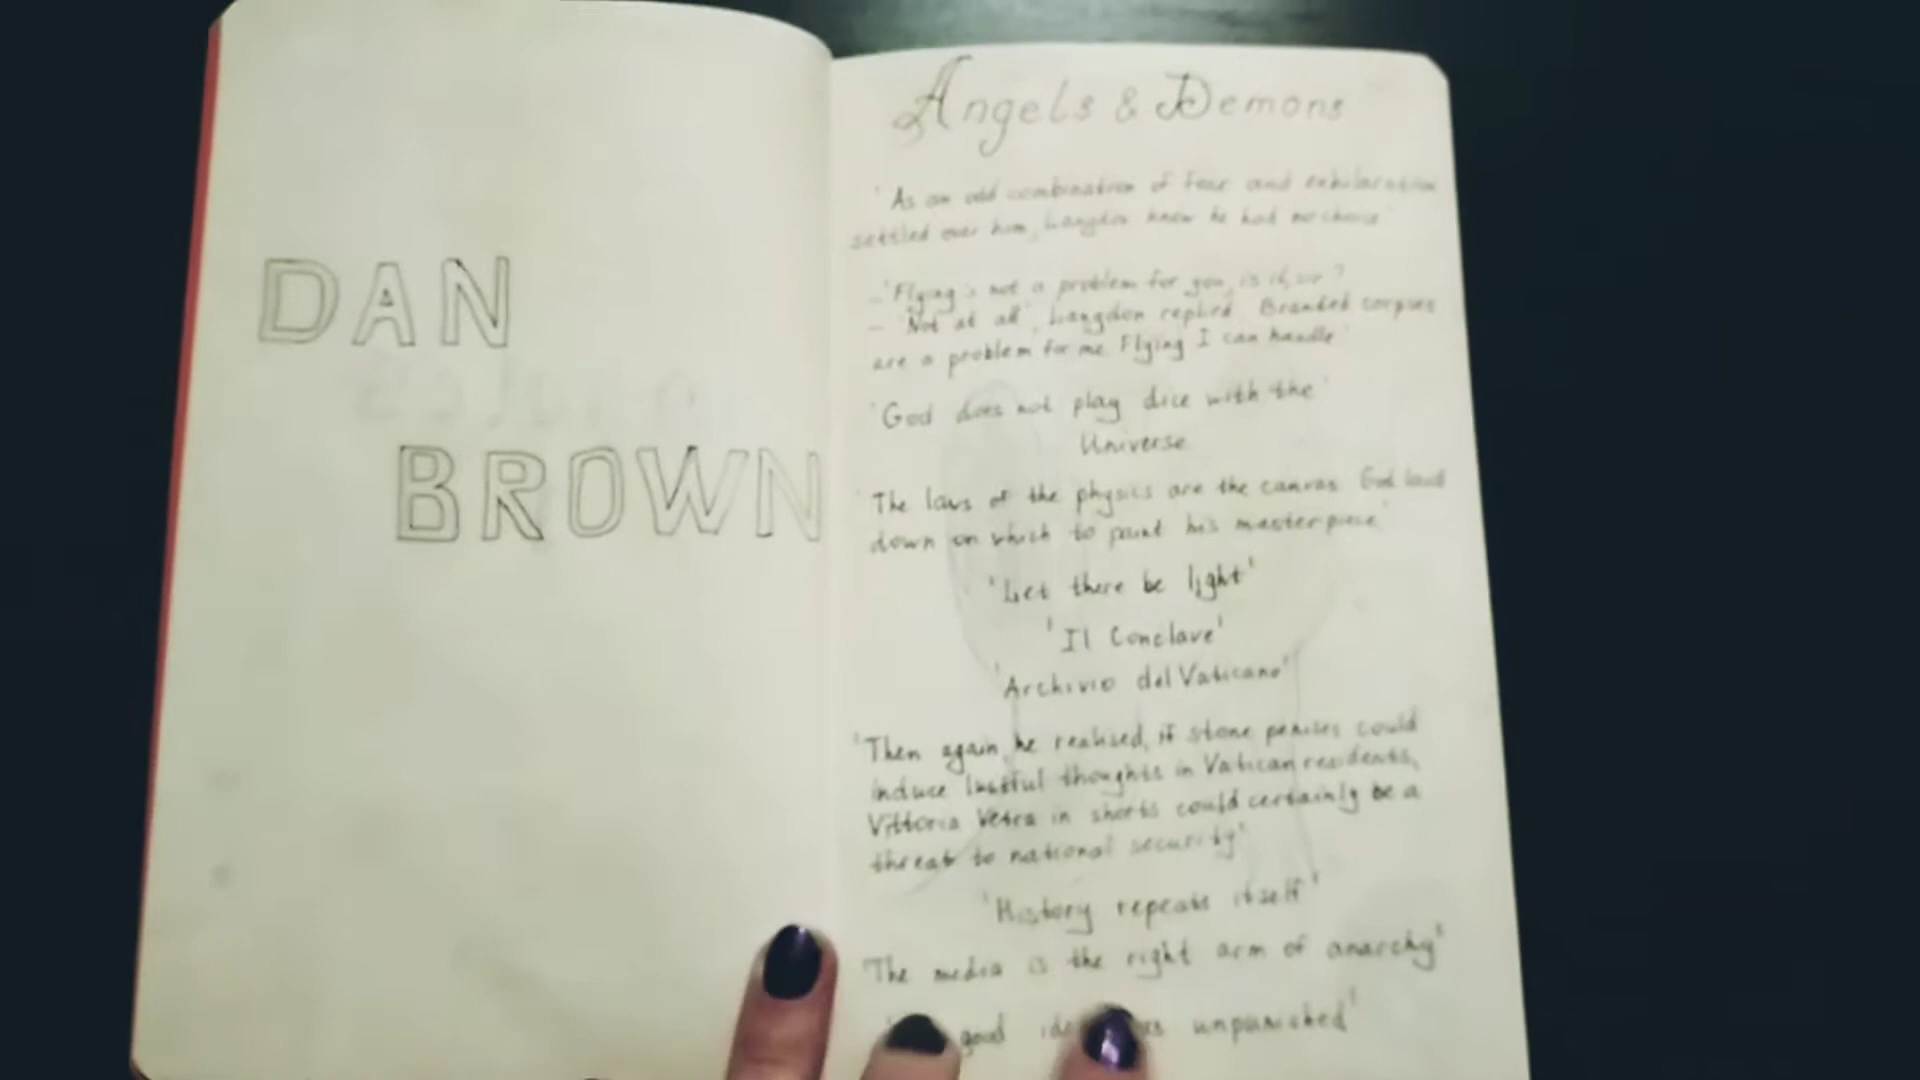 DAN
BROWN
Angels & Demons
' As an odd combination of fear and exhilaration
settled over him, Langdon knew he had no choice'
- 'Flying's not a problem for you, is it, sir?
- 'Not at all', Langdon replied. Branded corpses
are a problem for me. Flying I can handle'
'God does not play dice with the'
Universe
'The laws of the physics are the canvas God laid
down on which to paint his masterpiece'
'Let there be light'
'Il Conclave'
'Archivio del Vaticano'
'Then again, he realised, if stone penises could
induce lustful thoughts in Vatican residents,
Vittoria Vetra in shorts could certainly be a
threat to national security'
'History repeats itself'
'The media is the right arm of anarchy'
good unpunished'